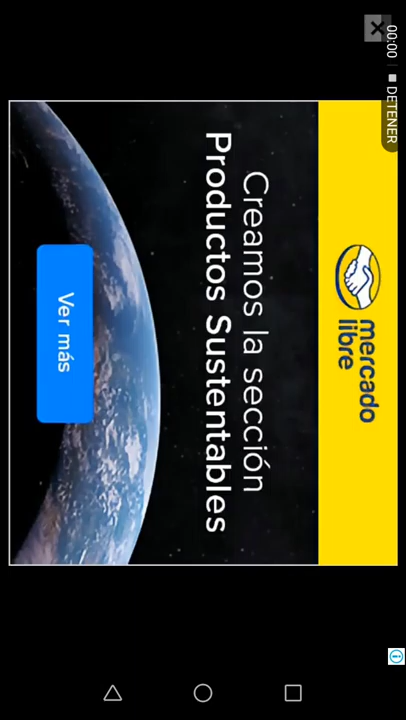 00:00
DETENER
mercado
libre
Creamos la sección
Productos Sustentables
Ver más